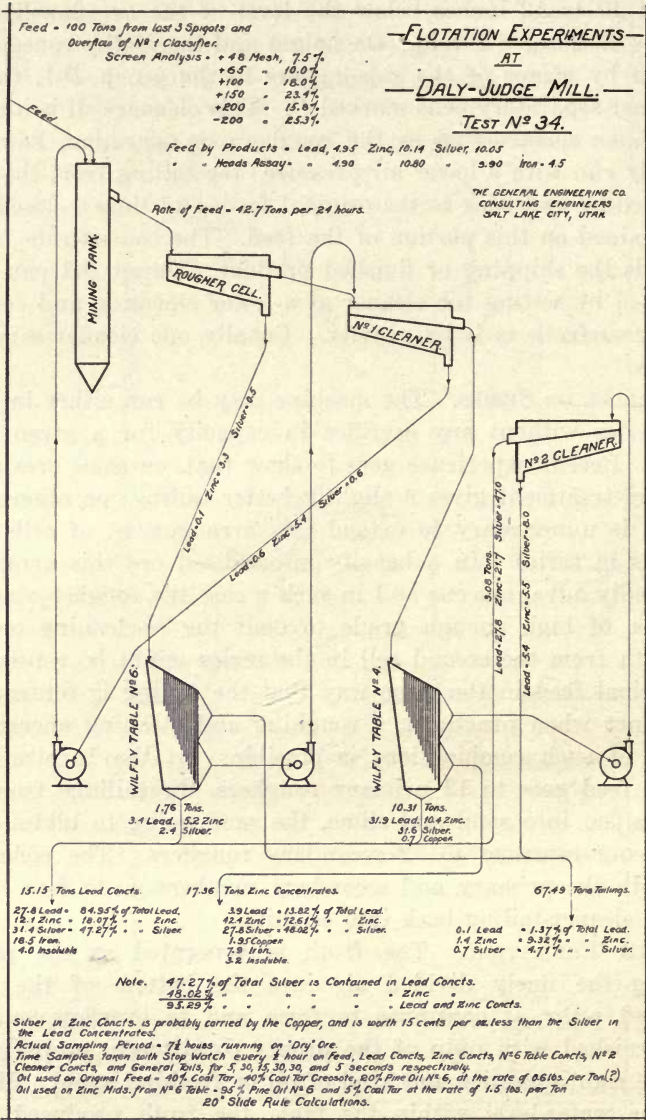 Feed = 100 Tons from last 3 Spigots and
Overflow of No 1 Classifier.
Screen Analysis = +48 Mesh, 7.5%
+65 " 10.0%
+100 " 18.0%
+150 " 23.4%
-200 " 15.8%
-200 " 25.3%
FLOTATION EXPERIMENTS
AT
DALY-JUDGE MILL.
TEST No 34.
Feed
Feed by Products = Lead, 4.95 Zinc, 10.14 Silver, 10.05
" " Heads Assay= " 4.90 " 10.80 " 9.90 Iron=4.5
THE GENERAL ENGINEERING CO.
CONSULTING ENGINEERS
SALT LAKE CITY, UTAH
Rate of Feed = 42.7 Tons per 24 hours.
MIXING TANK
ROUGHER CELL.
No 1 CLEANER.
No 2 CLEANER.
Lead=0.1 Zinc=3.3 Silver=0.5
Lead=0.6 Zinc=5.4 Silver=0.6
3.08 Tons.
Lead=27.8 Zinc=21.7 Silver=47.0
Lead=3.4 Zinc=5.5 Silver=8.0
WILFLY TABLE No 6.
WILFLY TABLE No 4.
1.76 Tons.
3.4 Lead. 5.2 Zinc
2.4 Silver.
10.31 Tons.
31.9 Lead. 10.4 Zinc.
31.6 Silver.
0.7 Copper.
15.15 Tons Lead Concts.
27.8 Lead = 84.95% of Total Lead.
12.1 Zinc = 18.07% " " Zinc.
31.4 Silver = 47.27% " " Silver.
18.5 Iron.
4.0 Insoluble
17.36 Tons Zinc Concentrates.
3.9 Lead = 13.82% of Total Lead.
42.4 Zinc = 72.61% " " Zinc.
27.8 Silver = 48.02% " " Silver.
1.95 Copper
7.9 Iron.
3.2 Insoluble.
67.49 Tons Tailings.
0.1 Lead = 1.37% of Total Lead.
1.4 Zinc = 9.32% " " Zinc.
0.7 Silver = 4.71% " " Silver.
Note. 47.27% of Total Silver is Contained in Lead Concts.
48.02% " " " " " Zinc "
95.29% " " " " " Lead and Zinc Concts.
Silver in Zinc Concts. is probably carried by the Copper, and is worth 15 cents per oz. less than the Silver in
the Lead Concentrates.
Actual Sampling Period = 7½ hours running on "Dry" Ore.
Time Samples taken with Stop Watch every ½ hour on Feed, Lead Concts, Zinc Concts, No 6 Table Concts, No 2
Cleaner Concts, and General Tails, for 5, 30, 15, 30, 30, and 5 seconds respectively.
Oil used on Original Feed = 40% Coal Tar, 40% Coal Tar Creosote, 20% Pine Oil No 6, at the rate of 0.6 lbs. per Ton(?)
Oil used on Zinc Mids. from No 6 Table = 95% Pine Oil No 5 and 5% Coal Tar at the rate of 1.5 lbs. per Ton
20" Slide Rule Calculations.